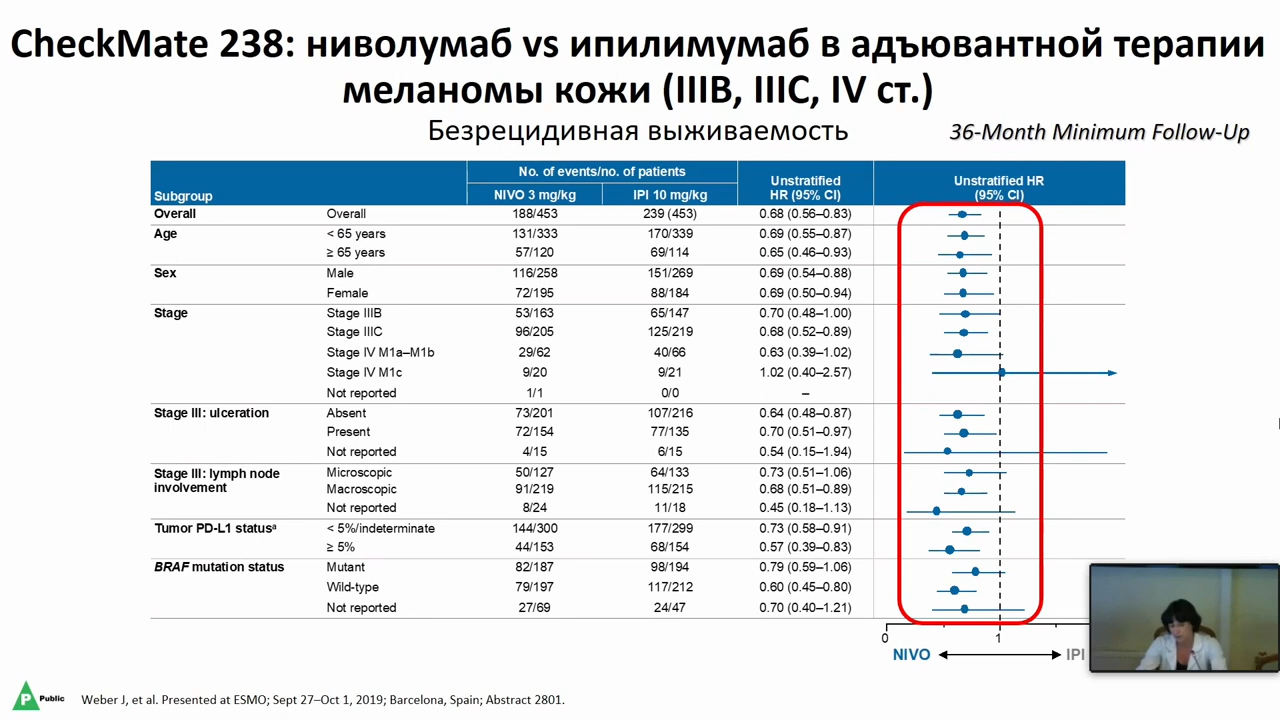 CheckMate 238: ниволумаб vs ипилимумаб в адъювантной терапии
меланомы кожи (IIIB, IIIC, IV ст.)
Безрецидивная выживаемость
36-Month Minimum Follow-Up
No. of events/no. of patients
Subgroup NIVO 3 mg/kg IPI 10 mg/kg Unstratified HR (95% CI) Unstratified HR (95% CI)
Overall Overall 188/453 239 (453) 0.68 (0.56–0.83)
Age < 65 years 131/333 170/339 0.69 (0.55–0.87)
≥ 65 years 57/120 69/114 0.65 (0.46–0.93)
Sex Male 116/258 151/269 0.69 (0.54–0.88)
Female 72/195 88/184 0.69 (0.50–0.94)
Stage Stage IIIB 53/163 65/147 0.70 (0.48–1.00)
Stage IIIC 96/205 125/219 0.68 (0.52–0.89)
Stage IV M1a–M1b 29/62 40/66 0.63 (0.39–1.02)
Stage IV M1c 9/20 9/21 1.02 (0.40–2.57)
Not reported 1/1 0/0 –
Stage III: ulceration Absent 73/201 107/216 0.64 (0.48–0.87)
Present 72/154 77/135 0.70 (0.51–0.97)
Not reported 4/15 6/15 0.54 (0.15–1.94)
Stage III: lymph node involvement Microscopic 50/127 64/133 0.73 (0.51–1.06)
Macroscopic 91/219 115/215 0.68 (0.51–0.89)
Not reported 8/24 11/18 0.45 (0.18–1.13)
Tumor PD-L1 statusᵃ < 5%/indeterminate 144/300 177/299 0.73 (0.58–0.91)
≥ 5% 44/153 68/154 0.57 (0.39–0.83)
BRAF mutation status Mutant 82/187 98/194 0.79 (0.59–1.06)
Wild-type 79/197 117/212 0.60 (0.45–0.80)
Not reported 27/69 24/47 0.70 (0.40–1.21)
0 1
NIVO IPI
P Public Weber J, et al. Presented at ESMO; Sept 27–Oct 1, 2019; Barcelona, Spain; Abstract 2801.